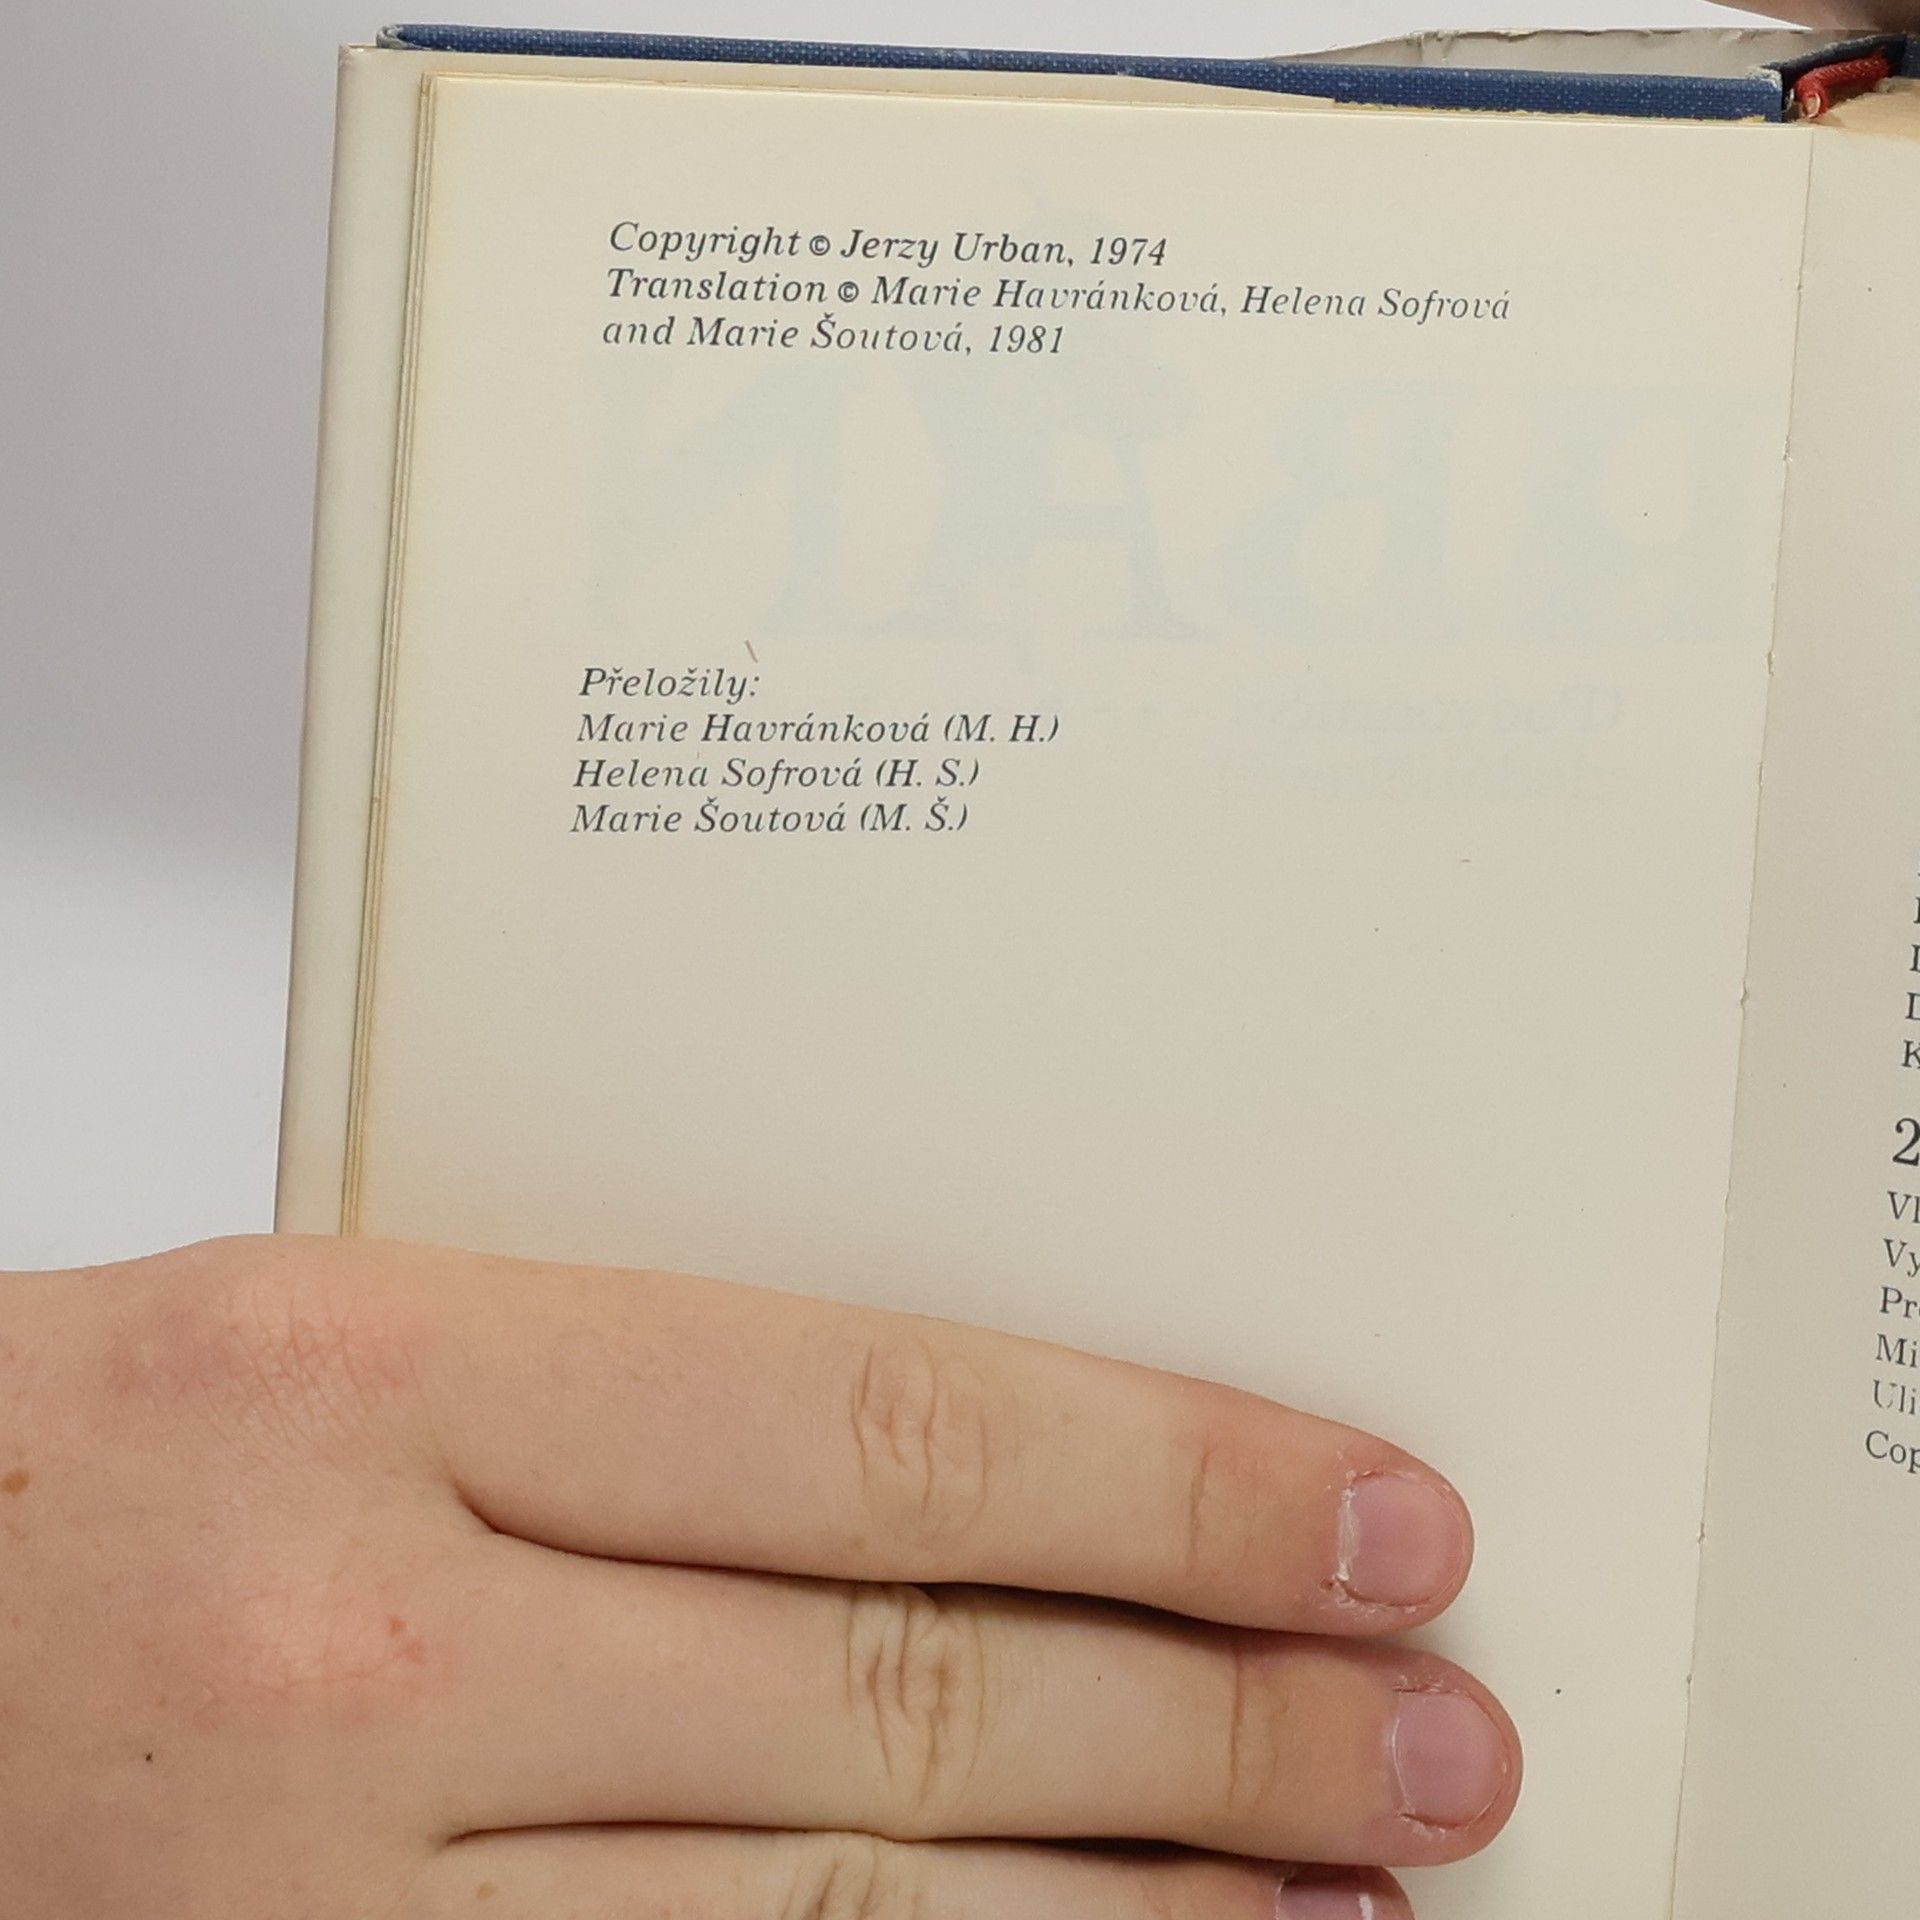 Copyright © Jerzy Urban, 1974
Translation © Marie Havránková, Helena Sofrová
and Marie Šoutová, 1981
Přeložily:
Marie Havránková (M. H.)
Helena Sofrová (H. S.)
Marie Šoutová (M. Š.)
2